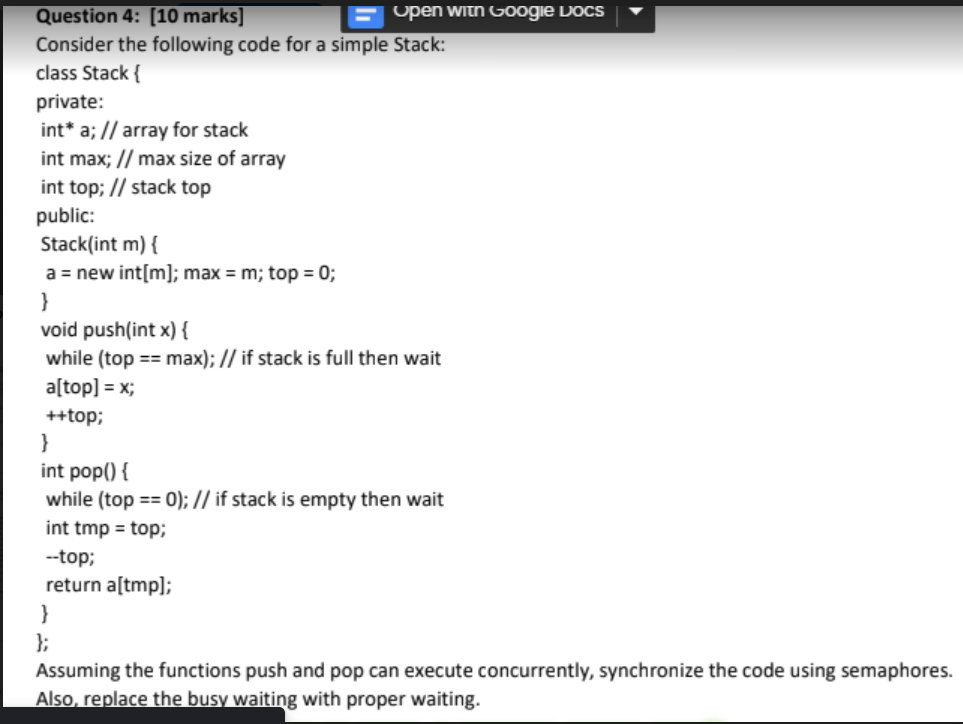 Question 4: [10 marks]
Open with Google Docs
Consider the following code for a simple Stack:
class Stack {
private:
int* a; // array for stack
int max; // max size of array
int top; // stack top
public:
Stack(int m) {
a = new int[m]; max = m; top = 0;
}
void push(int x) {
while (top == max); // if stack is full then wait
a[top] = x;
++top;
}
int pop() {
while (top == 0); // if stack is empty then wait
int tmp = top;
--top;
return a[tmp];
}
};
Assuming the functions push and pop can execute concurrently, synchronize the code using semaphores.
Also, replace the busy waiting with proper waiting.